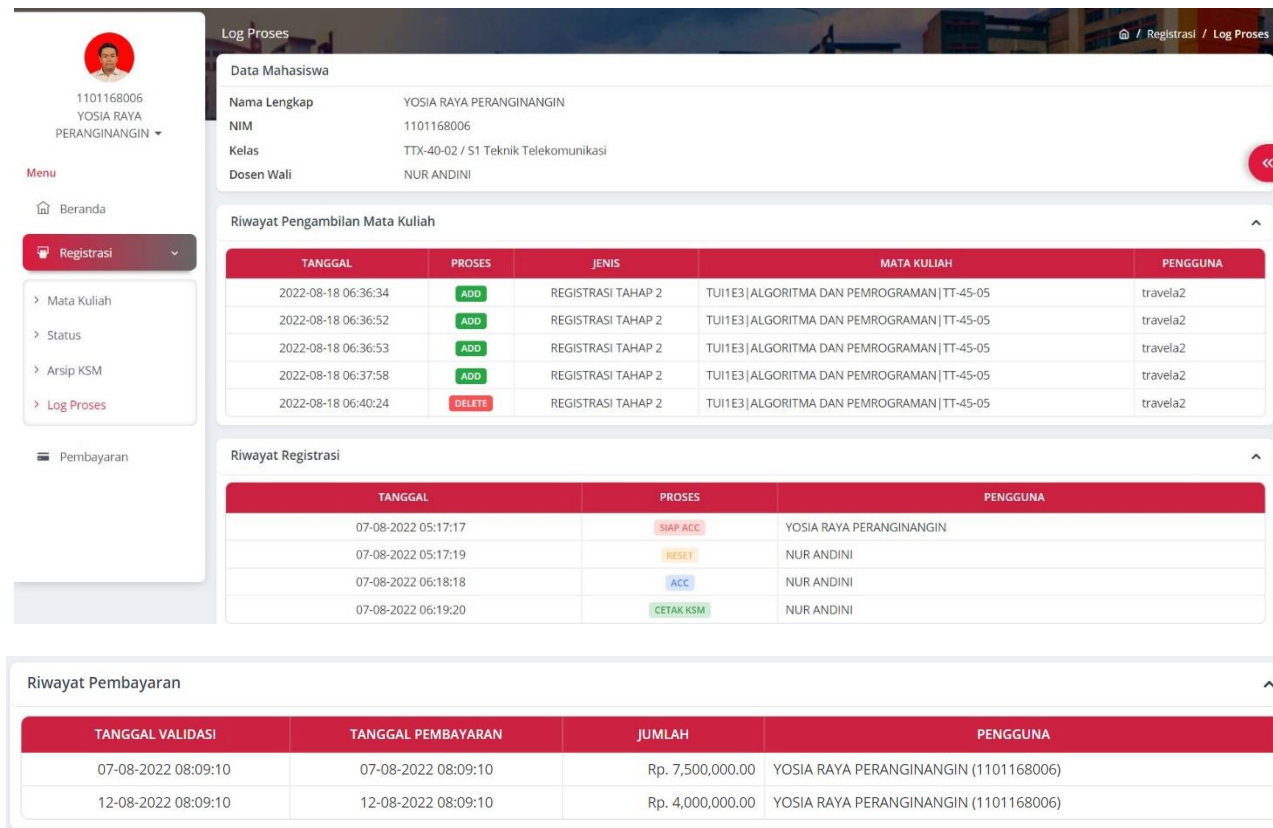 Log Proses
/ Registrasi / Log Proses
1101168006
YOSIA RAYA
PERANGINANGIN
Menu
Beranda
Registrasi
Mata Kuliah
Status
Arsip KSM
Log Proses
Pembayaran
Data Mahasiswa
Nama Lengkap YOSIA RAYA PERANGINANGIN
NIM 1101168006
Kelas TTX-40-02 / S1 Teknik Telekomunikasi
Dosen Wali NUR ANDINI
Riwayat Pengambilan Mata Kuliah
TANGGAL PROSES JENIS MATA KULIAH PENGGUNA
2022-08-18 06:36:34 ADD REGISTRASI TAHAP 2 TUI1E3|ALGORITMA DAN PEMROGRAMAN|TT-45-05 travela2
2022-08-18 06:36:52 ADD REGISTRASI TAHAP 2 TUI1E3|ALGORITMA DAN PEMROGRAMAN|TT-45-05 travela2
2022-08-18 06:36:53 ADD REGISTRASI TAHAP 2 TUI1E3|ALGORITMA DAN PEMROGRAMAN|TT-45-05 travela2
2022-08-18 06:37:58 ADD REGISTRASI TAHAP 2 TUI1E3|ALGORITMA DAN PEMROGRAMAN|TT-45-05 travela2
2022-08-18 06:40:24 DELETE REGISTRASI TAHAP 2 TUI1E3|ALGORITMA DAN PEMROGRAMAN|TT-45-05 travela2
Riwayat Registrasi
TANGGAL PROSES PENGGUNA
07-08-2022 05:17:17 SIAP ACC YOSIA RAYA PERANGINANGIN
07-08-2022 05:17:19 RESET NUR ANDINI
07-08-2022 06:18:18 ACC NUR ANDINI
07-08-2022 06:19:20 CETAK KSM NUR ANDINI
Riwayat Pembayaran
TANGGAL VALIDASI TANGGAL PEMBAYARAN JUMLAH PENGGUNA
07-08-2022 08:09:10 07-08-2022 08:09:10 Rp. 7,500,000.00 YOSIA RAYA PERANGINANGIN (1101168006)
12-08-2022 08:09:10 12-08-2022 08:09:10 Rp. 4,000,000.00 YOSIA RAYA PERANGINANGIN (1101168006)